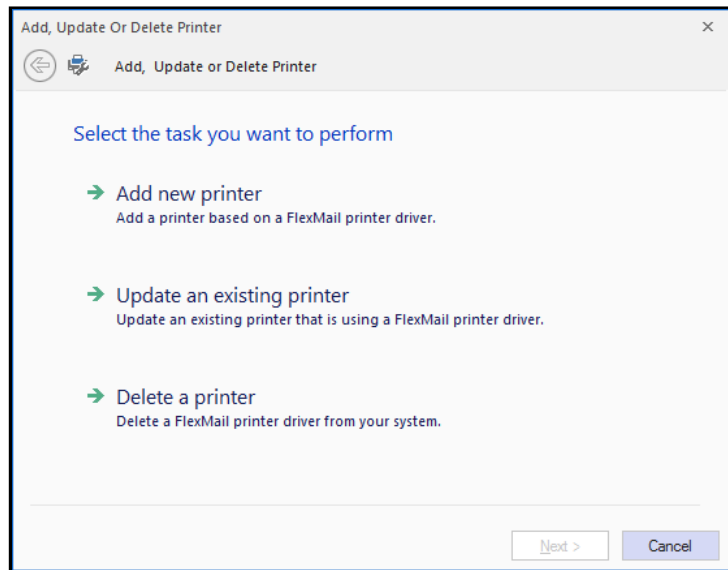 Add, Update Or Delete Printer
Add, Update or Delete Printer
Select the task you want to perform
Add new printer
Add a printer based on a FlexMail printer driver.
Update an existing printer
Update an existing printer that is using a FlexMail printer driver.
Delete a printer
Delete a FlexMail printer driver from your system.
Next > Cancel